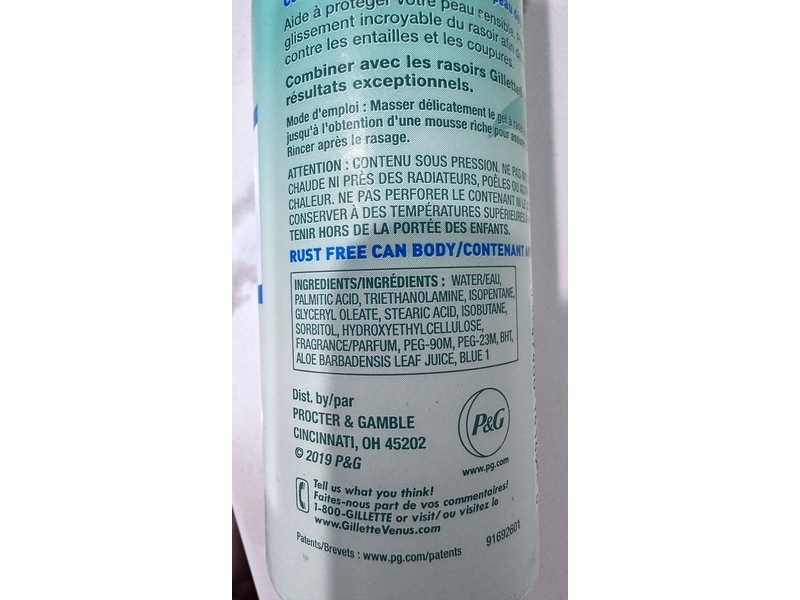 Aide à protéger votre peau sensible
glissement incroyable du rasoir afin de
contre les entailles et les coupures.
Combiner avec les rasoirs Gillette
résultats exceptionnels.
Mode d'emploi : Masser délicatement le gel à
jusqu'à l'obtention d'une mousse riche pour
Rincer après le rasage.
ATTENTION : CONTENU SOUS PRESSION. NE PAS
CHAUDE NI PRÈS DES RADIATEURS, POÊLES OU
CHALEUR. NE PAS PERFORER LE CONTENANT NI LE
CONSERVER À DES TEMPÉRATURES
TENIR HORS DE LA PORTÉE DES ENFANTS.
RUST FREE CAN BODY/CONTENANT
INGREDIENTS/INGRÉDIENTS : WATER/EAU,
PALMITIC ACID, TRIETHANOLAMINE, ISOPENTANE,
GLYCERYL OLEATE, STEARIC ACID, ISOBUTANE,
SORBITOL, HYDROXYETHYLCELLULOSE,
FRAGRANCE/PARFUM, PEG-90M, PEG-23M, BHT,
ALOE BARBADENSIS LEAF JUICE, BLUE 1
Dist. by/par
PROCTER & GAMBLE
CINCINNATI, OH 45202
© 2019 P&G
P&G
www.pg.com
Tell us what you think!
Faites-nous part de vos commentaires!
1-800-GILLETTE or visit/ou visitez le
www.GilletteVenus.com
Patents/Brevets : www.pg.com/patents
91692601